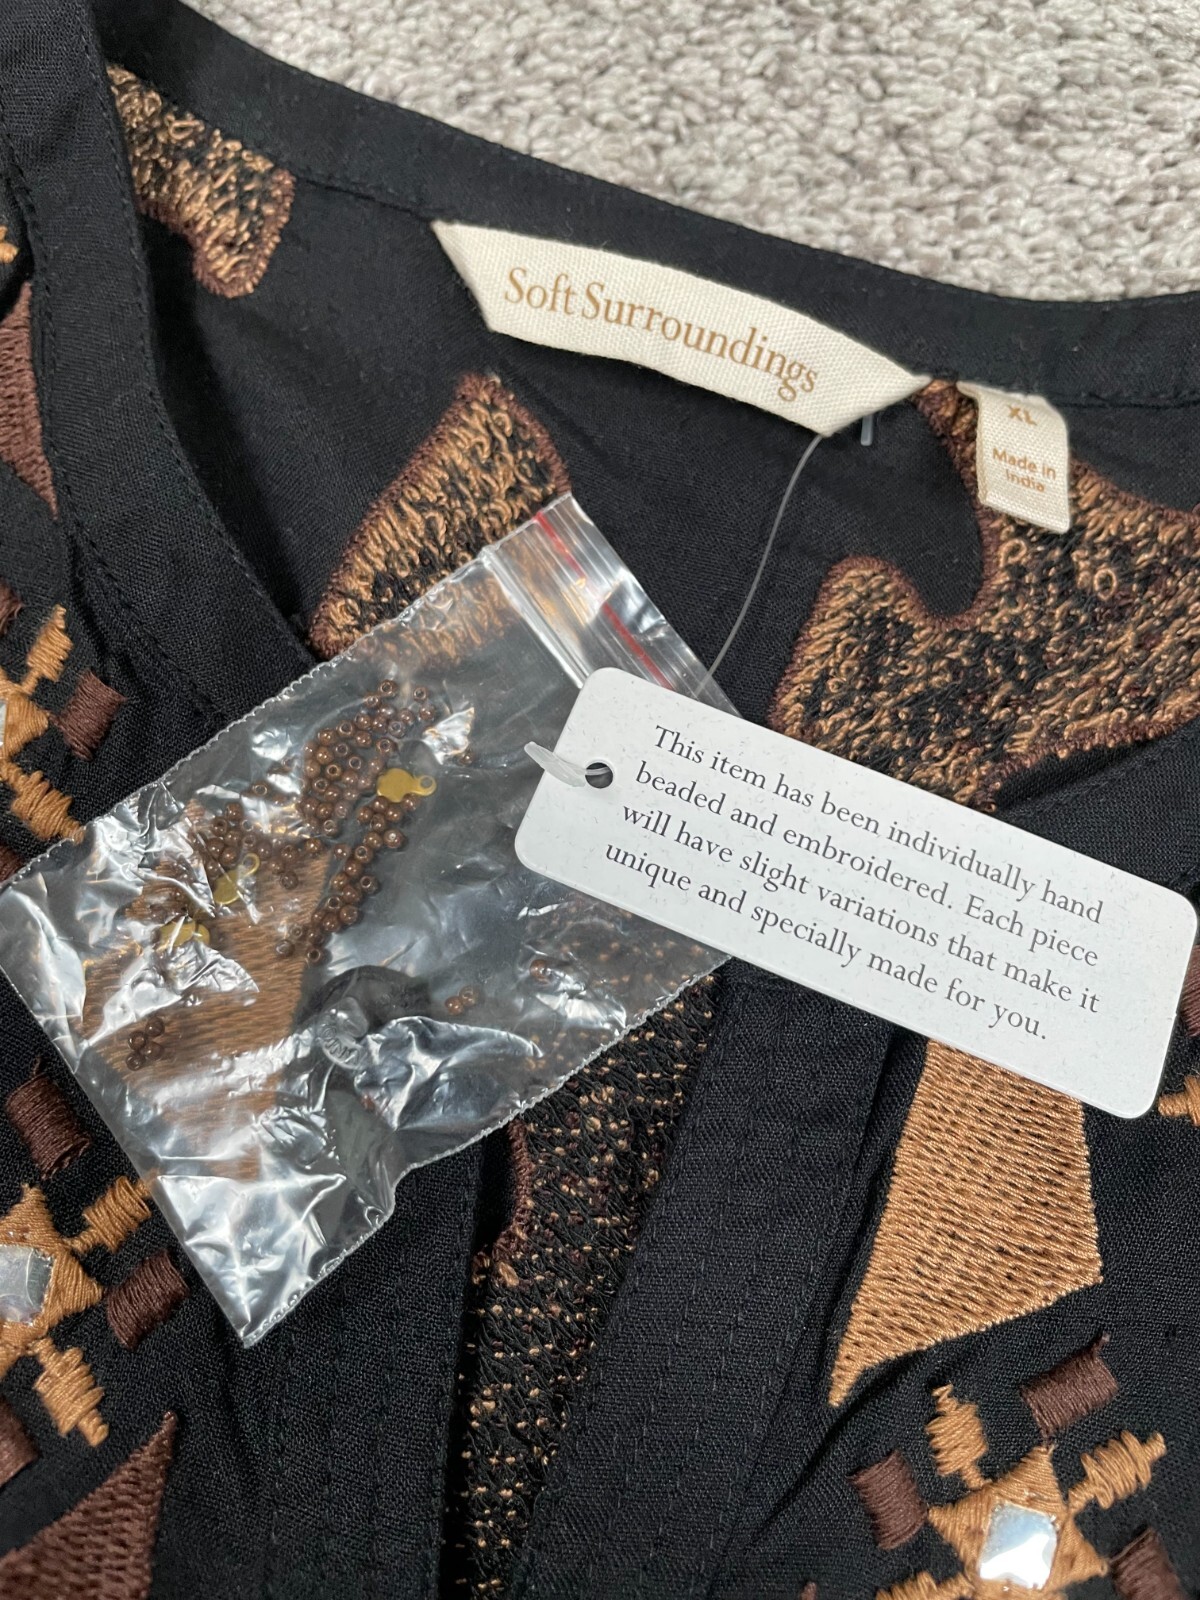 Soft Surroundings
XL
Made in
India
This item has been individually hand
beaded and embroidered. Each piece
will have slight variations that make it
unique and specially made for you.